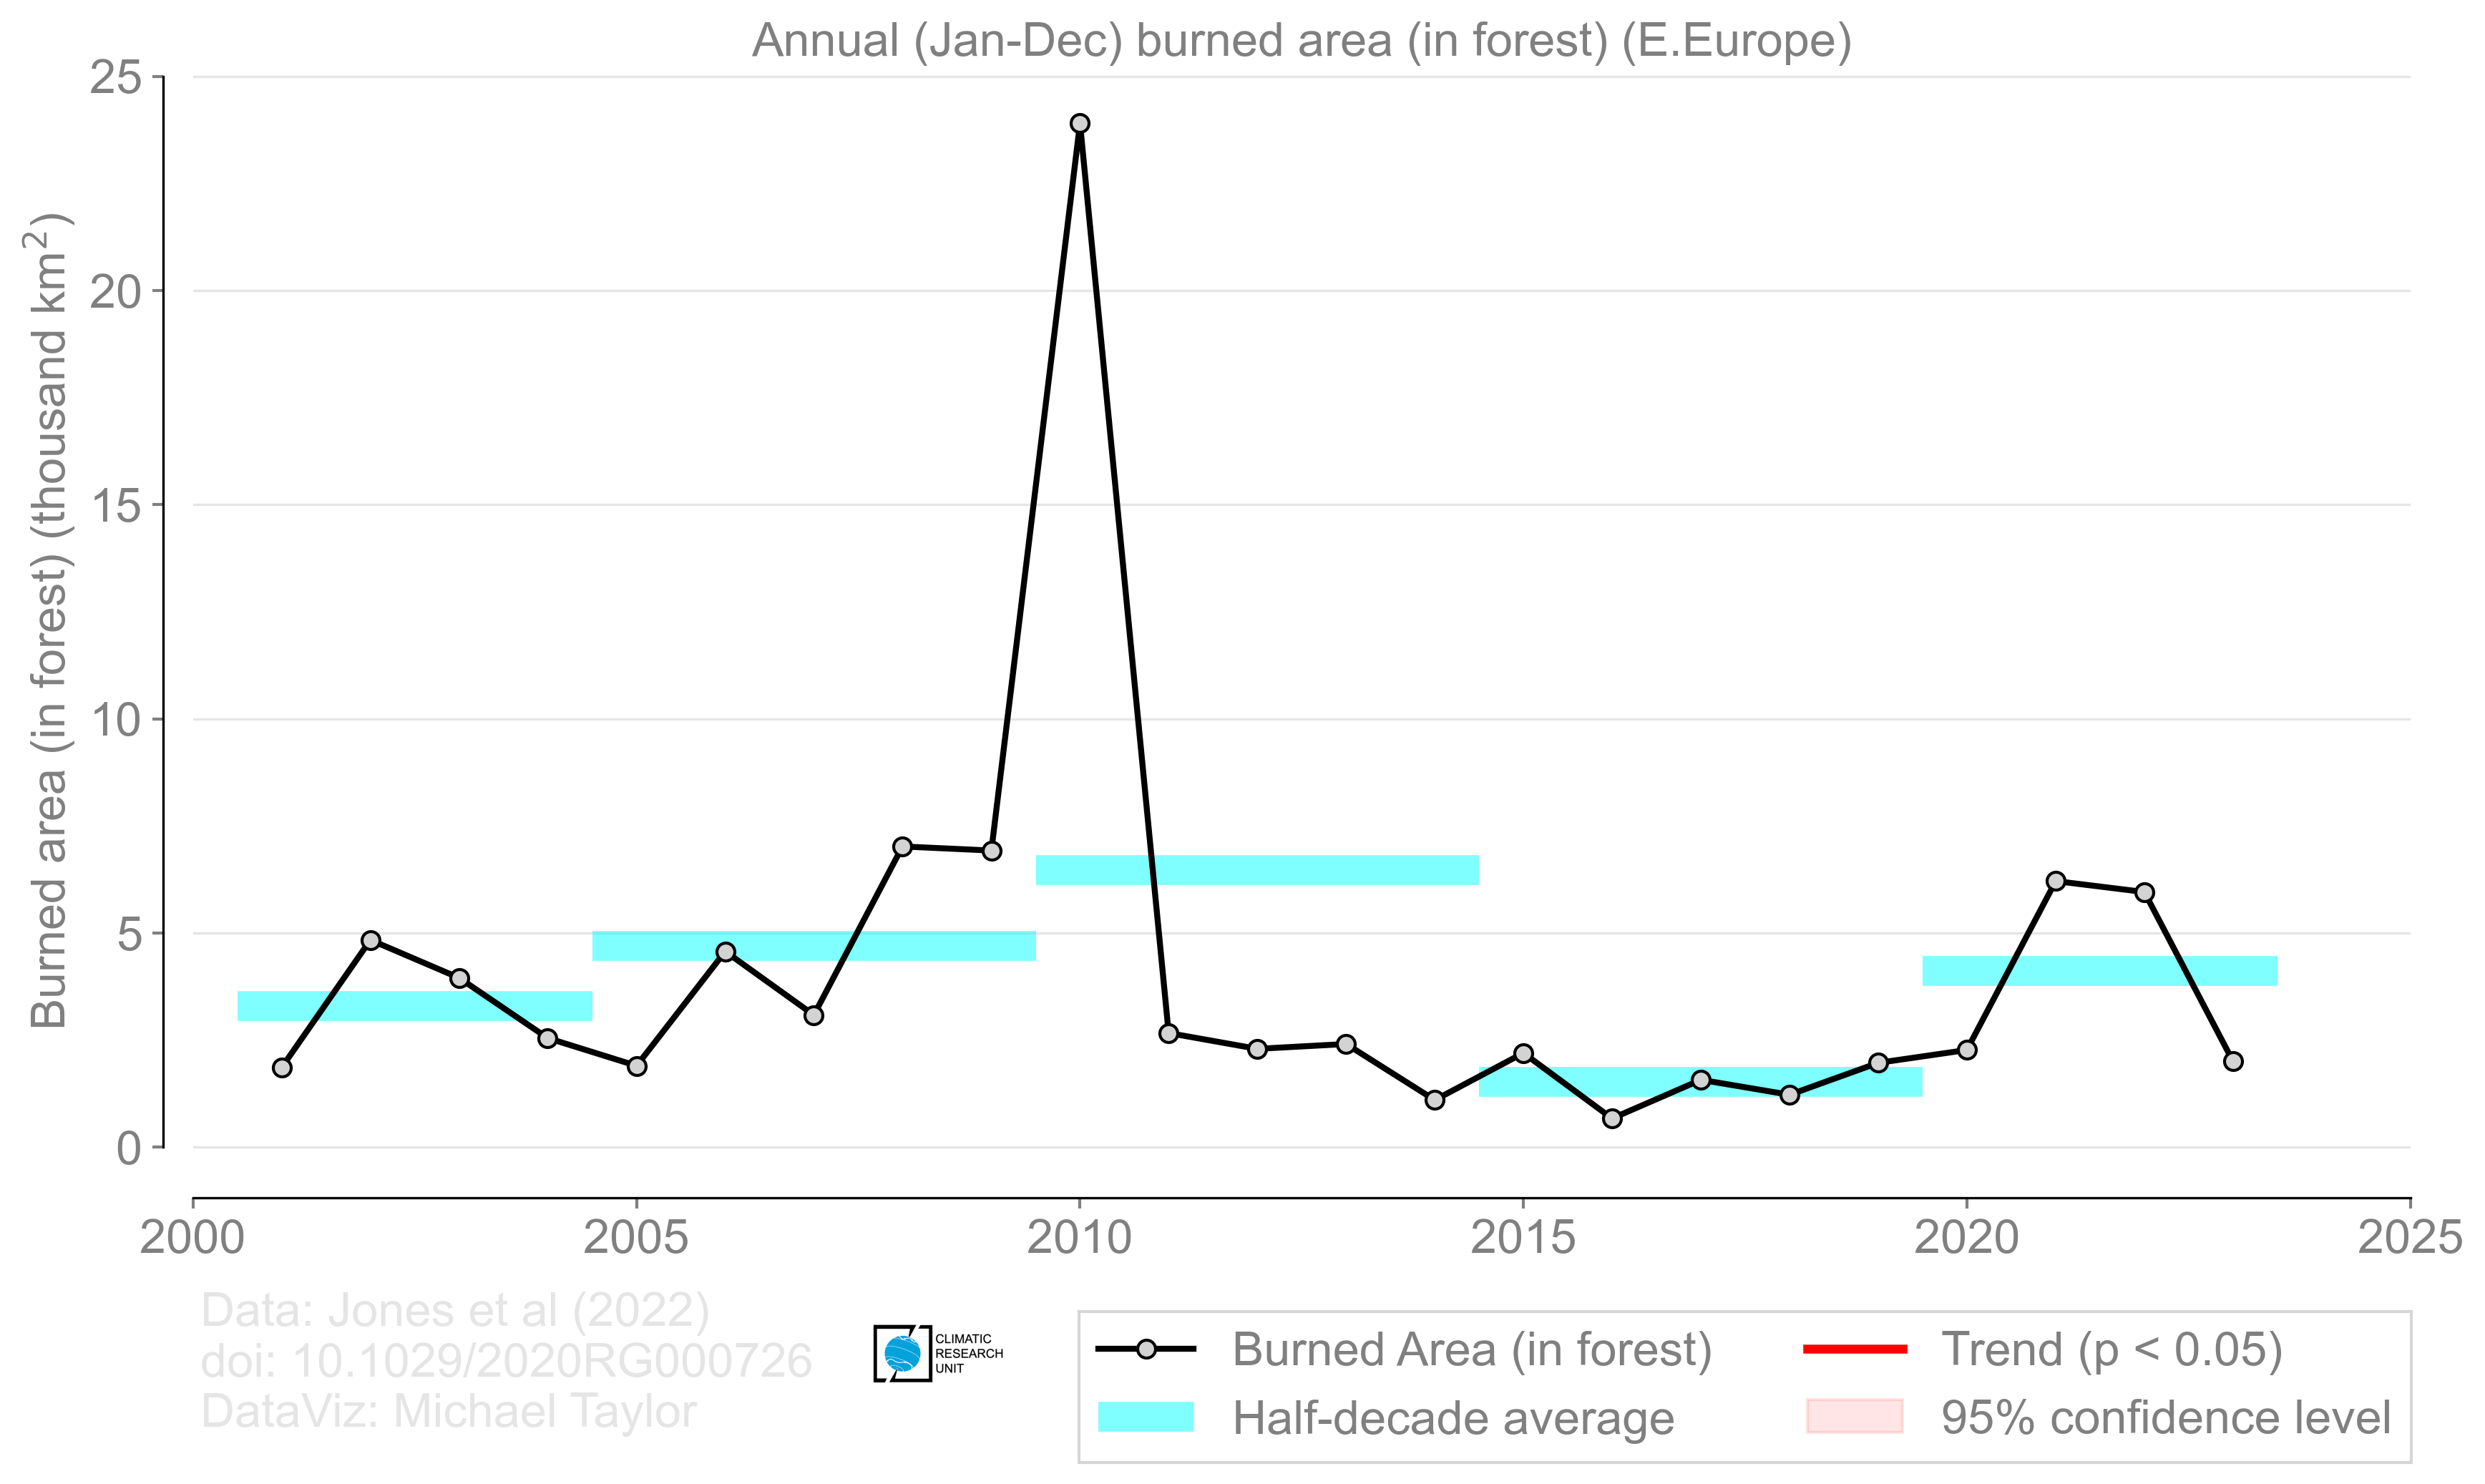 Annual (Jan-Dec) burned area (in forest) (E.Europe)
Burned area (in forest) (thousand km²)
25
20
15
10
5
0
2000 2005 2010 2015 2020 2025
Data: Jones et al (2022)
doi: 10.1029/2020RG000726
DataViz: Michael Taylor
CLIMATIC
RESEARCH
UNIT
Burned Area (in forest)
Half-decade average
Trend (p < 0.05)
95% confidence level